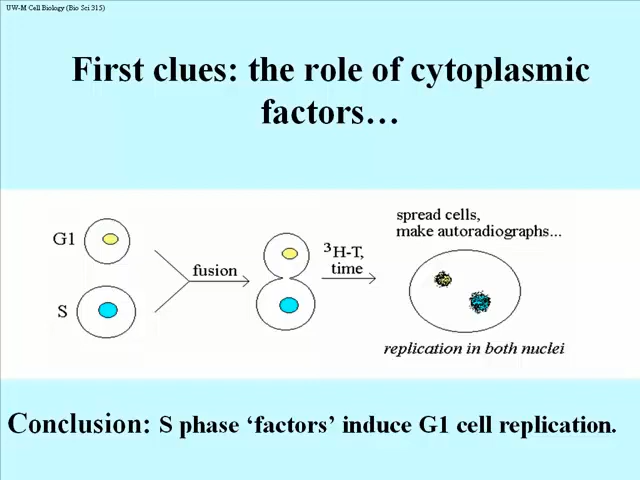 UW-M Cell Biology (Bio Sci 315)
First clues: the role of cytoplasmic
factors…
spread cells,
make autoradiographs...
G1
fusion
³H-T,
time
S
replication in both nuclei
Conclusion: S phase ‘factors’ induce G1 cell replication.